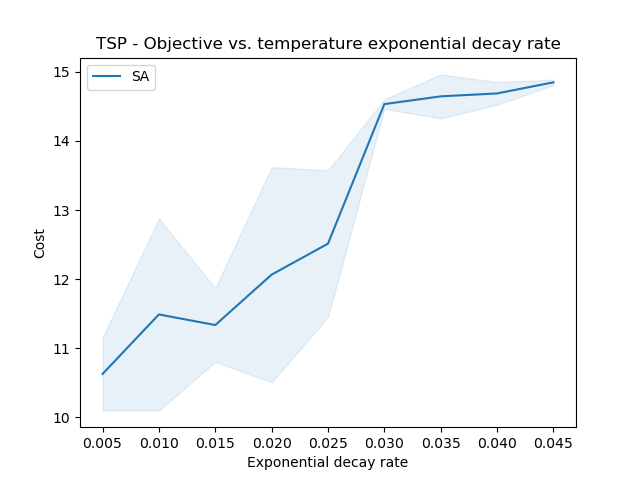 TSP - Objective vs. temperature exponential decay rate
SA
15
14
13
12
11
10
Cost
0.005 0.010 0.015 0.020 0.025 0.030 0.035 0.040 0.045
Exponential decay rate